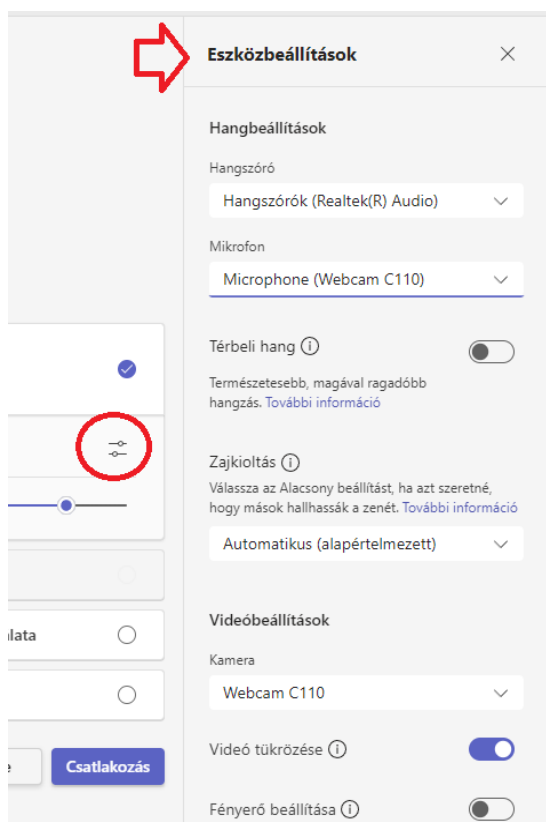 Eszközbeállítások
Hangbeállítások
Hangszóró
Hangszórók (Realtek(R) Audio)
Mikrofon
Microphone (Webcam C110)
Térbeli hang
Természetesebb, magával ragadóbb
hangzás. További információ
Zajkioltás
Válassza az Alacsony beállítást, ha azt szeretné,
hogy mások hallhassák a zenét. További információ
Automatikus (alapértelmezett)
Videóbeállítások
Kamera
Webcam C110
Videó tükrözése
Fényerő beállítása
lata
Csatlakozás